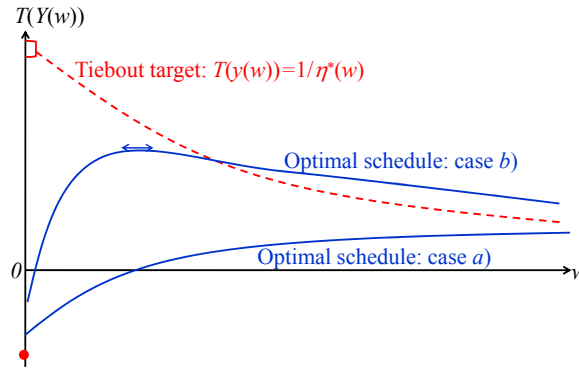 T(Y(w))
Tiebout target: T(y(w))=1/η*(w)
Optimal schedule: case b)
0
Optimal schedule: case a)
w